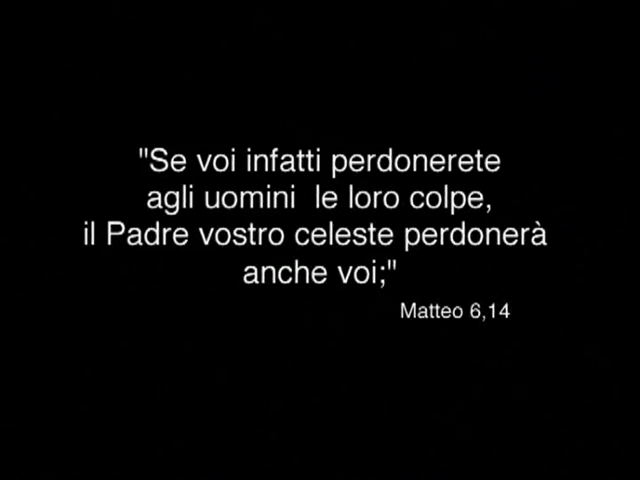 "Se voi infatti perdonerete
agli uomini  le loro colpe,
il Padre vostro celeste perdonerà
anche voi;"
Matteo 6,14